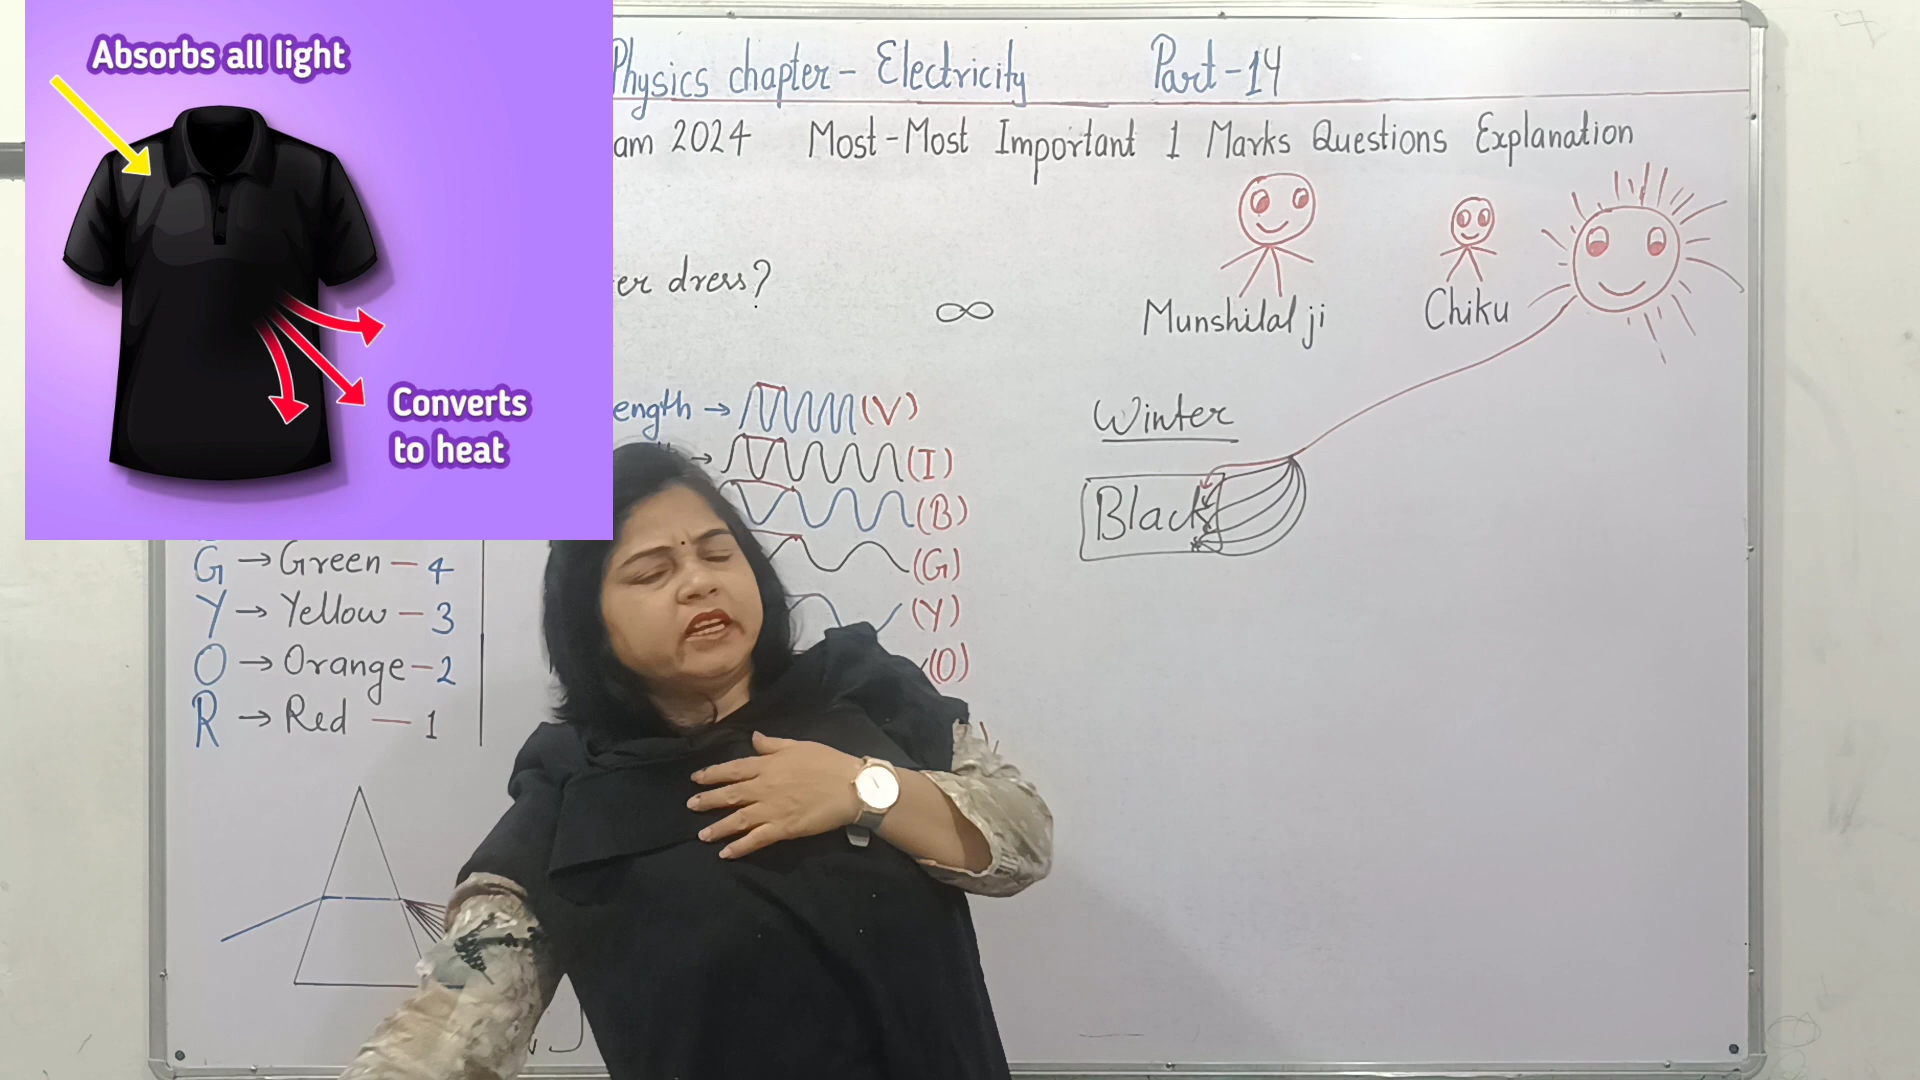 Absorbs all light
Converts
to heat
Physics chapter - Electricity Part-14
am 2024 Most-Most Important 1 Marks Questions Explanation
er dress?
∞
Munshilal ji
Chiku
ength → (V)
→ (I)
(B)
(G)
(Y)
(O)
Winter
Black
G → Green - 4
Y → Yellow - 3
O → Orange - 2
R → Red - 1